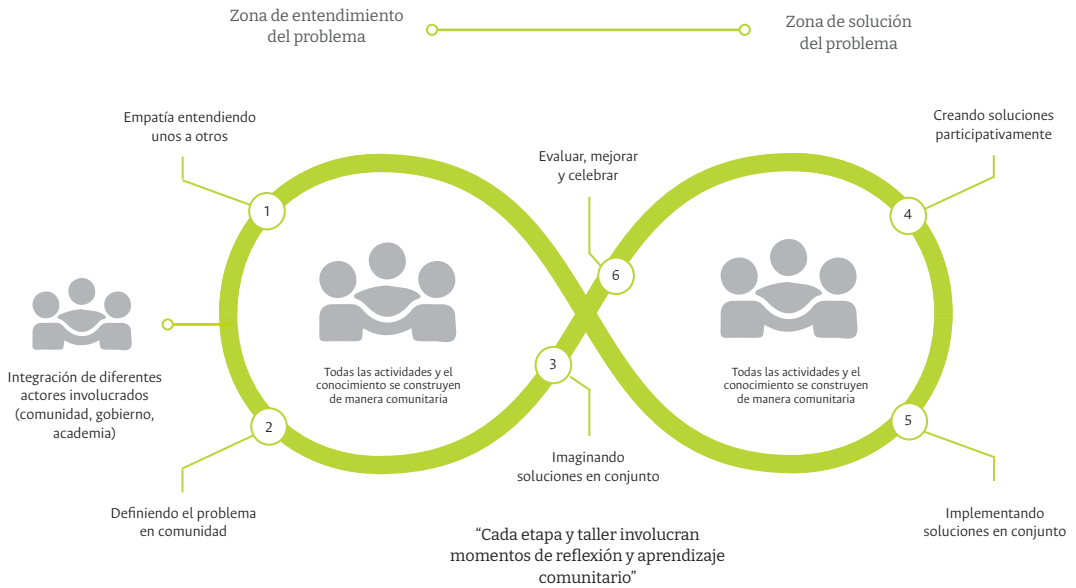 Zona de entendimiento
del problema
Zona de solución
del problema
Empatía entendiendo
unos a otros
Creando soluciones
participativamente
Evaluar, mejorar
y celebrar
1
4
6
Integración de diferentes
actores involucrados
(comunidad, gobierno,
academia)
Todas las actividades y el
conocimiento se construyen
de manera comunitaria
3
Todas las actividades y el
conocimiento se construyen
de manera comunitaria
2
5
Imaginando
soluciones en conjunto
Definiendo el problema
en comunidad
Implementando
soluciones en conjunto
“Cada etapa y taller involucran
momentos de reflexión y aprendizaje
comunitario”